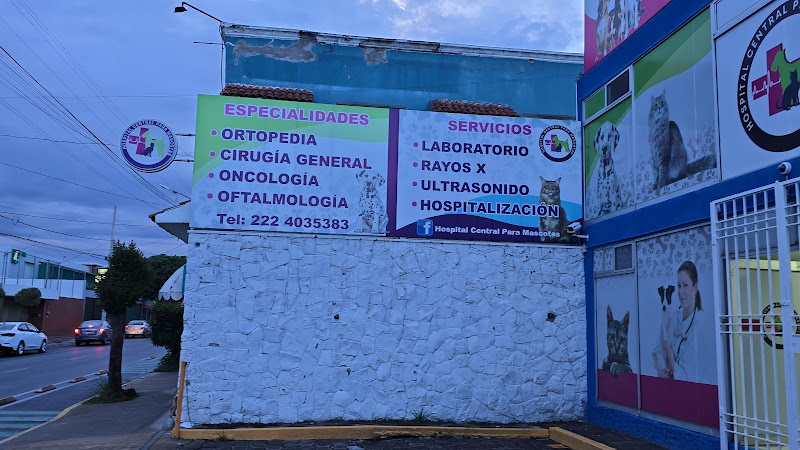 ESPECIALIDADES
• ORTOPEDIA
• CIRUGÍA GENERAL
• ONCOLOGÍA
• OFTALMOLOGÍA
Tel: 222 4035383
SERVICIOS
• LABORATORIO
• RAYOS X
• ULTRASONIDO
• HOSPITALIZACIÓN
f Hospital Central Para Mascotas
HOSPITAL CENTRAL PARA